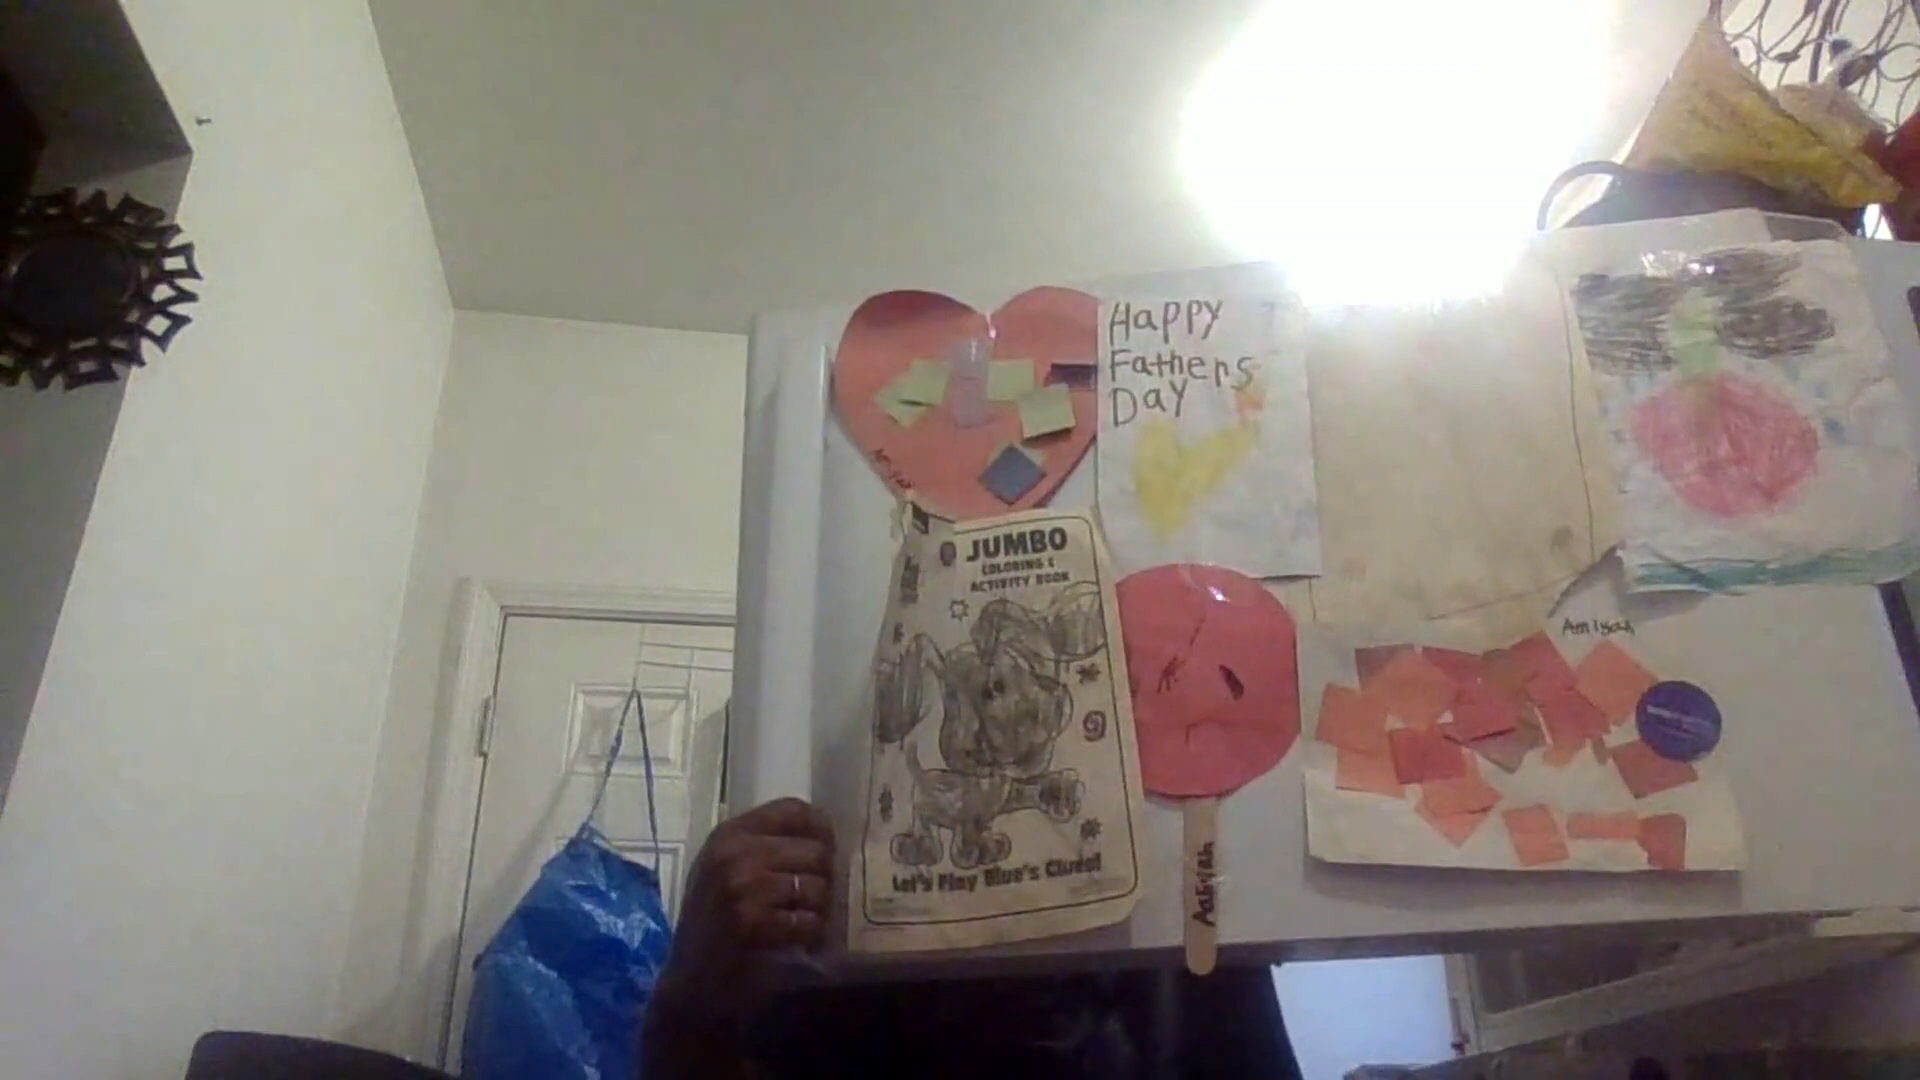 Happy
Fathers
Day
JUMBO
COLORING &
ACTIVITY BOOK
Let's Play Blue's Clues!
Aaliyah
Amiyah